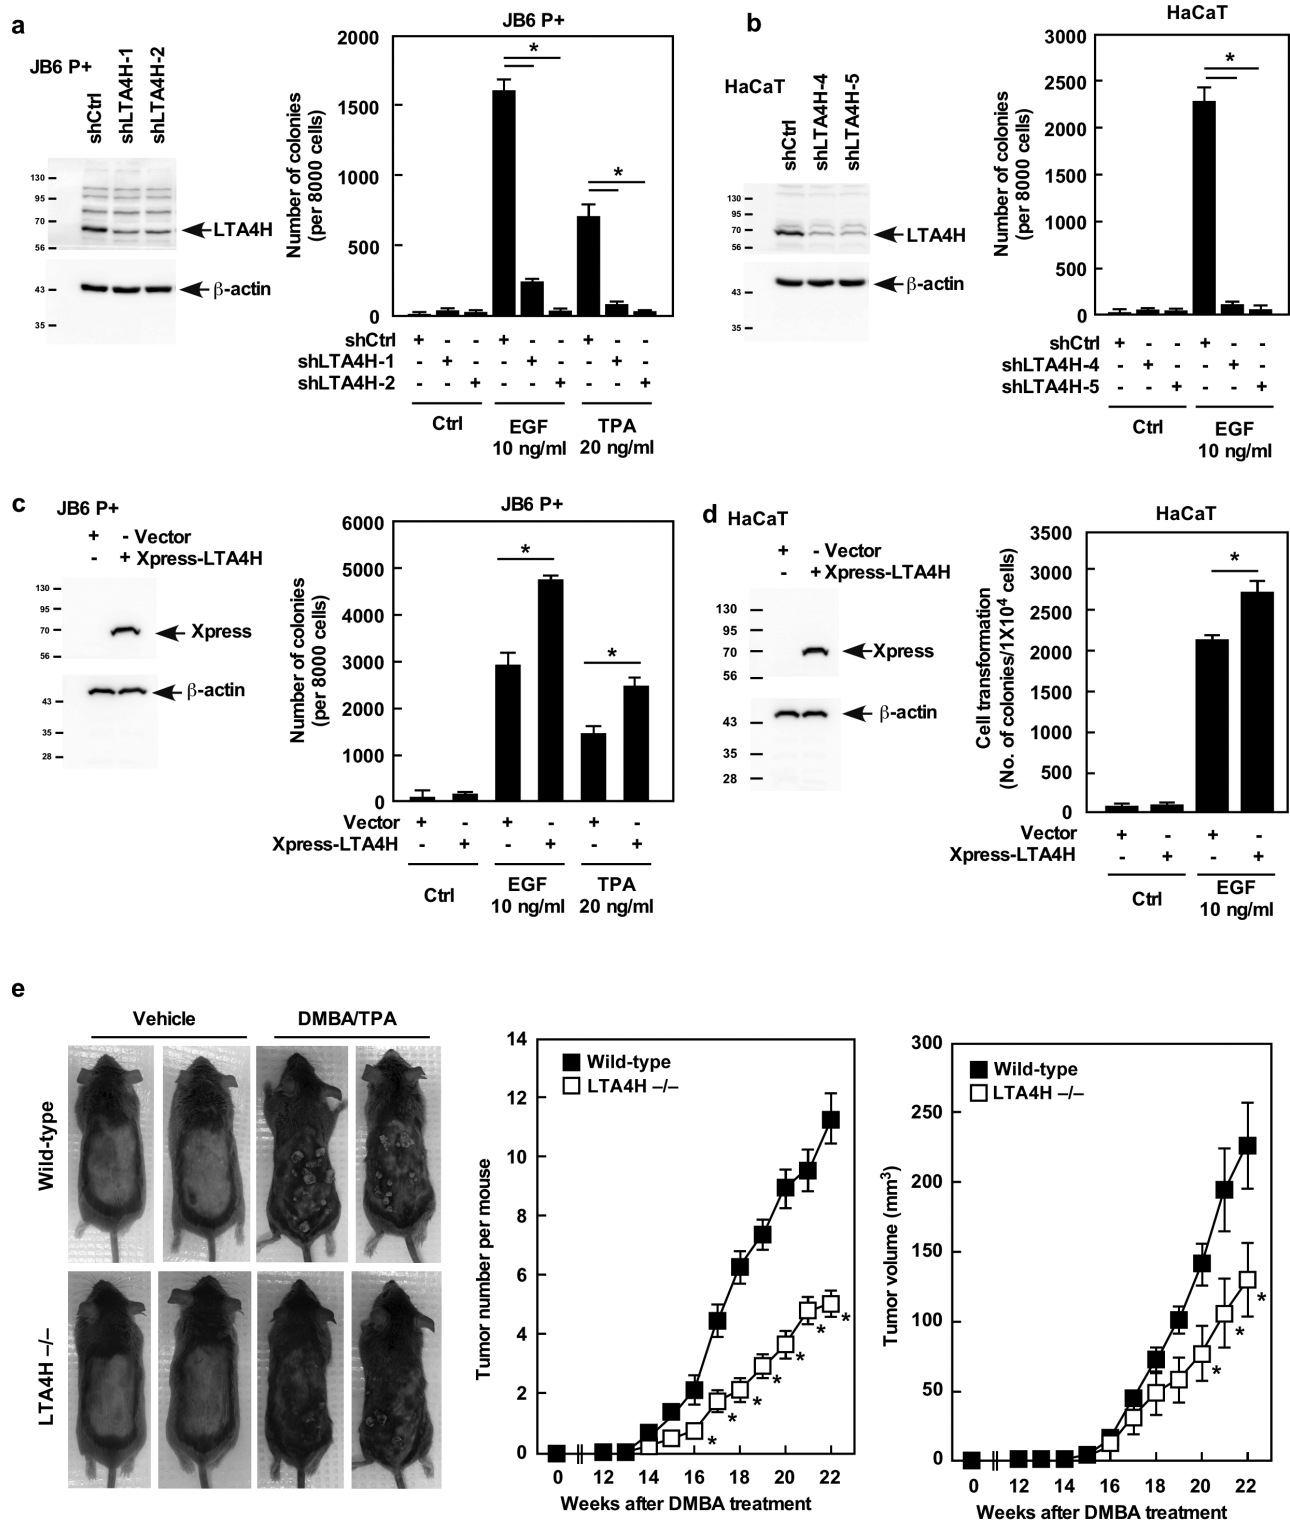 a
JB6 P+
shCtrl
shLTA4H-1
shLTA4H-2
130
95
70
56
LTA4H
43
35
β-actin
JB6 P+
Number of colonies
(per 8000 cells)
2000
1500
1000
500
0
*
*
shCtrl + - - + - - + - -
shLTA4H-1 - + - - + - - + -
shLTA4H-2 - - + - - + - - +
Ctrl
EGF
10 ng/ml
TPA
20 ng/ml
b
HaCaT
shCtrl
shLTA4H-4
shLTA4H-5
130
95
70
56
LTA4H
43
35
β-actin
HaCaT
Number of colonies
(per 8000 cells)
3000
2500
2000
1500
1000
500
0
*
shCtrl + - - + - -
shLTA4H-4 - + - - + -
shLTA4H-5 - - + - - +
Ctrl
EGF
10 ng/ml
c
JB6 P+
+ - Vector
- + Xpress-LTA4H
130
95
70
56
Xpress
43
35
28
β-actin
JB6 P+
Number of colonies
(per 8000 cells)
6000
5000
4000
3000
2000
1000
0
*
*
Vector + - + - + -
Xpress-LTA4H - + - + - +
Ctrl
EGF
10 ng/ml
TPA
20 ng/ml
d
HaCaT
+ - Vector
- + Xpress-LTA4H
130
95
70
56
Xpress
43
35
28
β-actin
HaCaT
Cell transformation
(No. of colonies/1X10⁴ cells)
3500
3000
2500
2000
1500
1000
500
0
*
Vector + - + -
Xpress-LTA4H - + - +
Ctrl
EGF
10 ng/ml
e
Vehicle
DMBA/TPA
Wild-type
LTA4H –/–
Tumor number per mouse
14
12
10
8
6
4
2
0
Wild-type
LTA4H –/–
* * * * * * *
0 12 14 16 18 20 22
Weeks after DMBA treatment
Tumor volume (mm³)
300
250
200
150
100
50
0
Wild-type
LTA4H –/–
* * *
0 12 14 16 18 20 22
Weeks after DMBA treatment